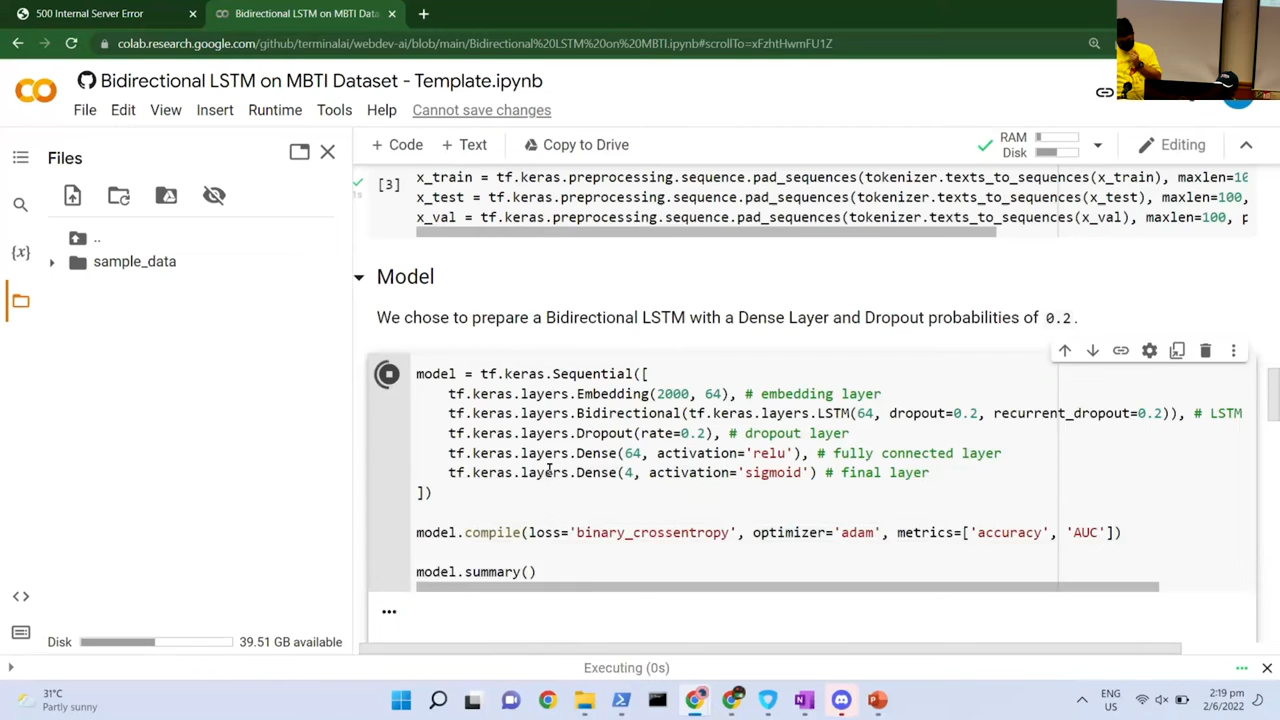 500 Internal Server Error
Bidirectional LSTM on MBTI Data
colab.research.google.com/github/terminalai/webdev-ai/blob/main/Bidirectional%20LSTM%20on%20MBTI.ipynb#scrollTo=xFzhtHwmFU1Z
Bidirectional LSTM on MBTI Dataset - Template.ipynb
File Edit View Insert Runtime Tools Help Cannot save changes
Files
+ Code + Text Copy to Drive
RAM
Disk
Editing
..
sample_data
[3]
1s
x_train = tf.keras.preprocessing.sequence.pad_sequences(tokenizer.texts_to_sequences(x_train), maxlen=10
x_test = tf.keras.preprocessing.sequence.pad_sequences(tokenizer.texts_to_sequences(x_test), maxlen=100,
x_val = tf.keras.preprocessing.sequence.pad_sequences(tokenizer.texts_to_sequences(x_val), maxlen=100, p
Model
We chose to prepare a Bidirectional LSTM with a Dense Layer and Dropout probabilities of 0.2.
model = tf.keras.Sequential([
tf.keras.layers.Embedding(2000, 64), # embedding layer
tf.keras.layers.Bidirectional(tf.keras.layers.LSTM(64, dropout=0.2, recurrent_dropout=0.2)), # LSTM
tf.keras.layers.Dropout(rate=0.2), # dropout layer
tf.keras.layers.Dense(64, activation='relu'), # fully connected layer
tf.keras.layers.Dense(4, activation='sigmoid') # final layer
])
model.compile(loss='binary_crossentropy', optimizer='adam', metrics=['accuracy', 'AUC'])
model.summary()
Disk 39.51 GB available
Executing (0s)
31°C
Partly sunny
ENG
US
2:19 pm
2/6/2022